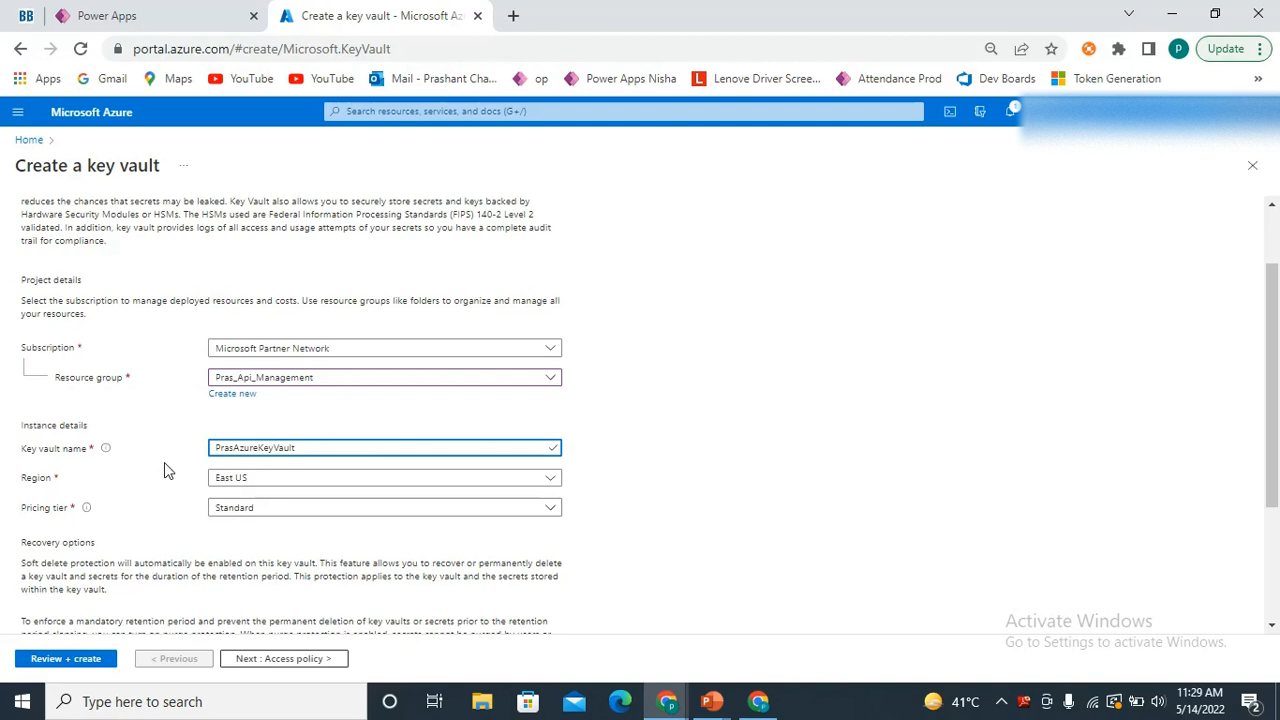 BB
Power Apps
Create a key vault - Microsoft Az
portal.azure.com/#create/Microsoft.KeyVault
P
Update
Apps
Gmail
Maps
YouTube
YouTube
Mail - Prashant Cha...
op
Power Apps Nisha
L
Lenove Driver Scree...
Attendance Prod
Dev Boards
Token Generation
»
Microsoft Azure
Search resources, services, and docs (G+/)
1
Home >
Create a key vault ...
reduces the chances that secrets may be leaked. Key Vault also allows you to securely store secrets and keys backed by
Hardware Security Modules or HSMs. The HSMs used are Federal Information Processing Standards (FIPS) 140-2 Level 2
validated. In addition, key vault provides logs of all access and usage attempts of your secrets so you have a complete audit
trail for compliance.
Project details
Select the subscription to manage deployed resources and costs. Use resource groups like folders to organize and manage all
your resources.
Subscription *
Microsoft Partner Network
Resource group *
Pras_Api_Management
Create new
Instance details
Key vault name *
PrasAzureKeyVault
Region *
East US
Pricing tier *
Standard
Recovery options
Soft delete protection will automatically be enabled on this key vault. This feature allows you to recover or permanently delete
a key vault and secrets for the duration of the retention period. This protection applies to the key vault and the secrets stored
within the key vault.
To enforce a mandatory retention period and prevent the permanent deletion of key vaults or secrets prior to the retention
Activate Windows
Go to Settings to activate Windows.
Review + create
< Previous
Next : Access policy >
Type here to search
41°C
11:29 AM
5/14/2022
2